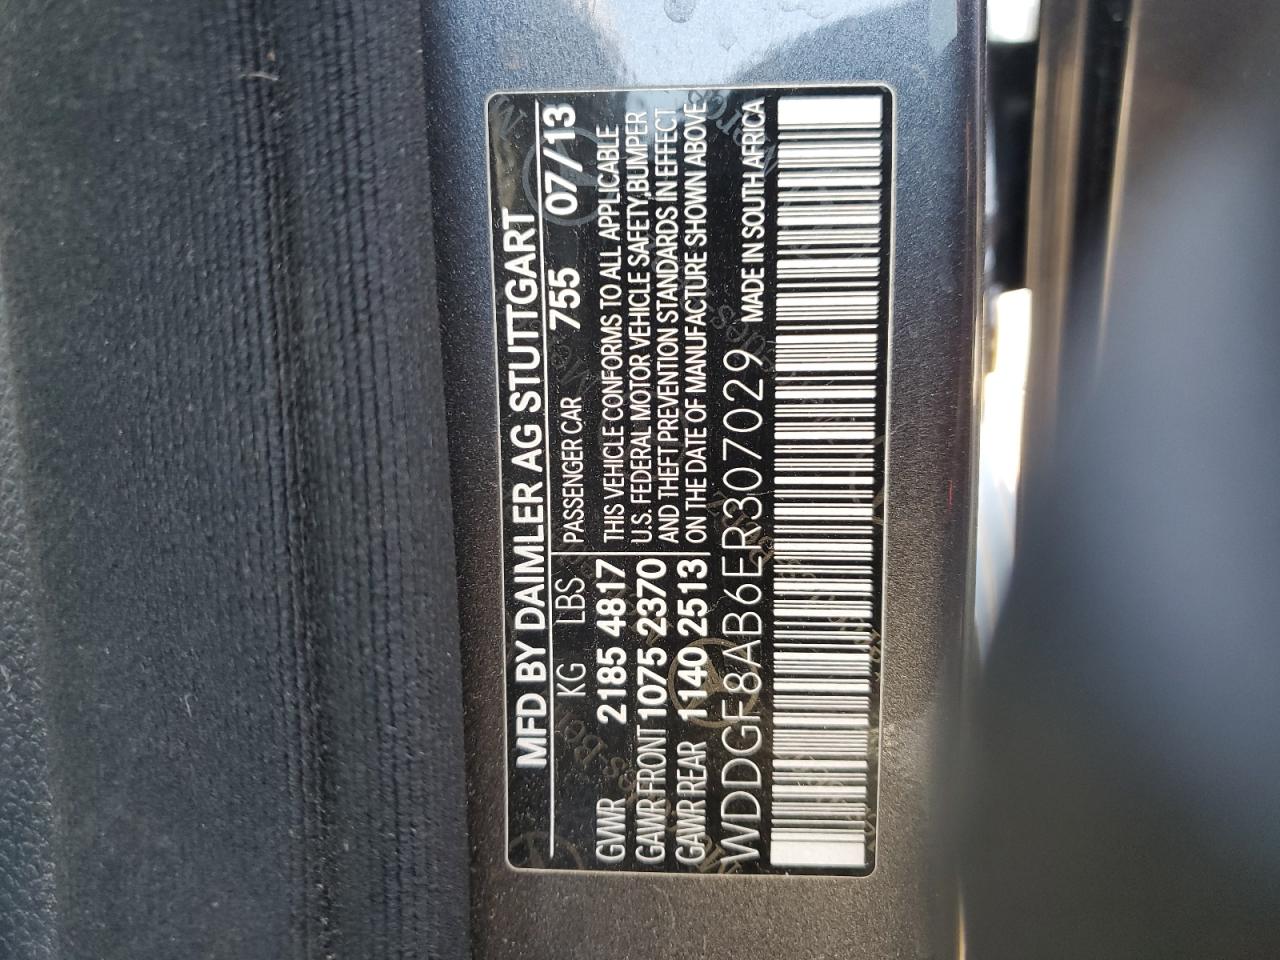 MFD BY DAIMLER AG STUTTGART
KG LBS PASSENGER CAR 755 07/13
GVWR 2185 4817
GAWR FRONT 1075 2370
GAWR REAR 1140 2513
THIS VEHICLE CONFORMS TO ALL APPLICABLE
U.S. FEDERAL MOTOR VEHICLE SAFETY,BUMPER
AND THEFT PREVENTION STANDARDS IN EFFECT
ON THE DATE OF MANUFACTURE SHOWN ABOVE
WDDGF8AB6ER307029 MADE IN SOUTH AFRICA